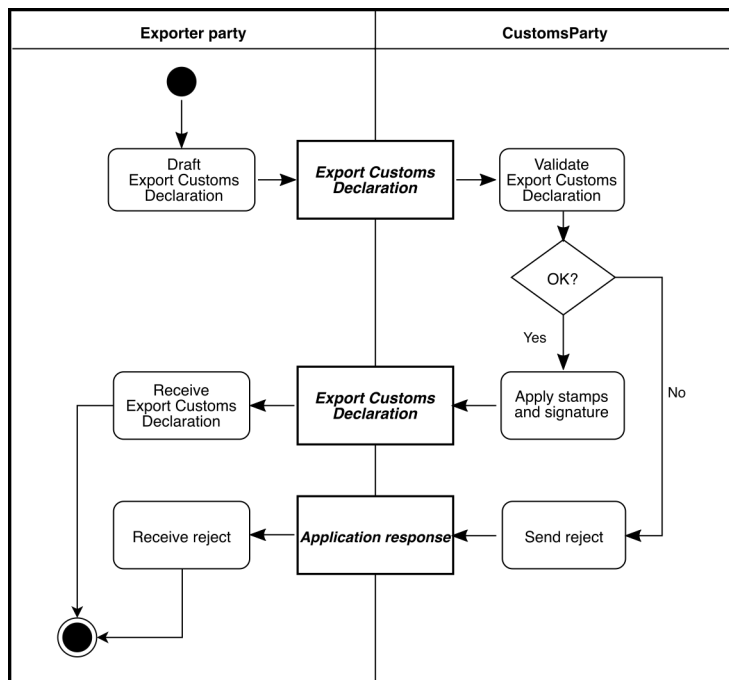 Exporter party
CustomsParty
Draft
Export Customs
Declaration
Export Customs
Declaration
Validate
Export Customs
Declaration
OK?
Yes
No
Receive
Export Customs
Declaration
Export Customs
Declaration
Apply stamps
and signature
Receive reject
Application response
Send reject